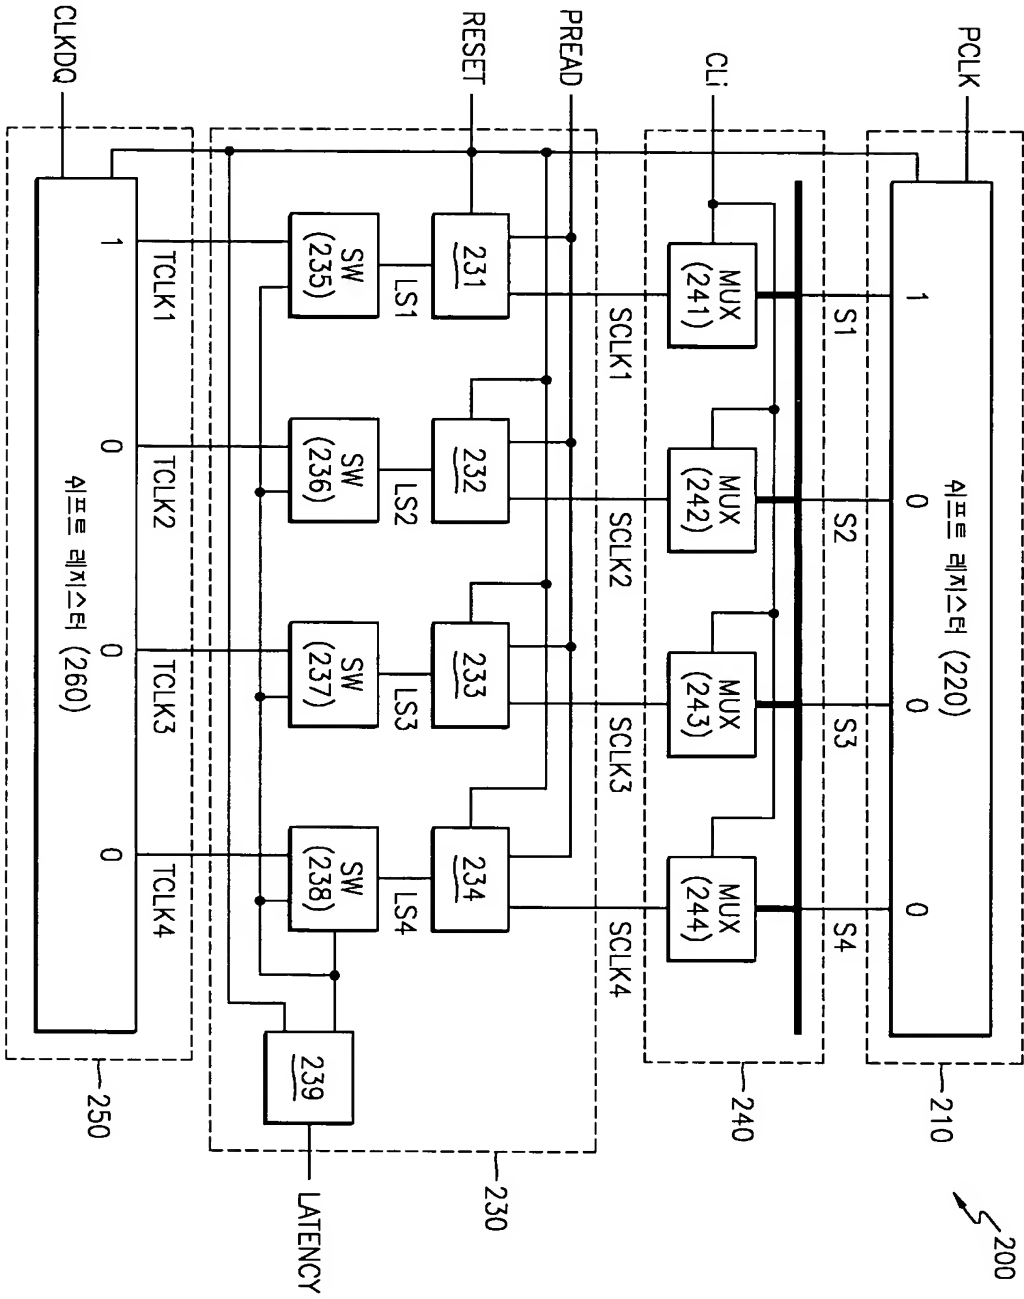 200
PCLK
1 0 0 0
쉬프트 레지스터 (220)
210
S1 S2 S3 S4
CLi
MUX (241)
MUX (242)
MUX (243)
MUX (244)
240
SCLK1 SCLK2 SCLK3 SCLK4
PREAD
RESET
231 232 233 234
LS1 LS2 LS3 LS4
SW (235)
SW (236)
SW (237)
SW (238)
239
LATENCY
230
TCLK1 TCLK2 TCLK3 TCLK4
CLKDQ
1 0 0 0
쉬프트 레지스터 (260)
250